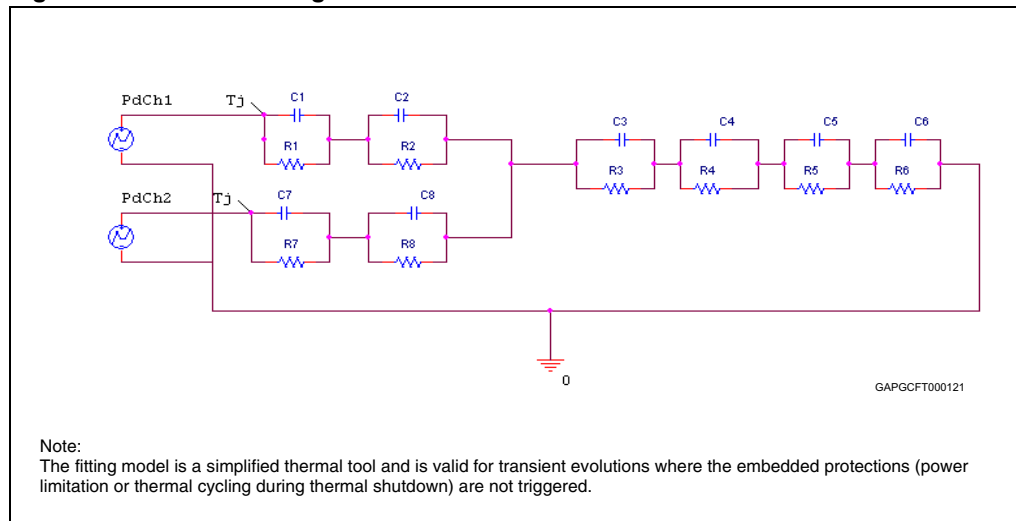 PdCh1
Tj
C1
C2
R1
R2
C3
C4
C5
C6
R3
R4
R5
R6
PdCh2
Tj
C7
C8
R7
R8
0
GAPGCFT000121
Note:
The fitting model is a simplified thermal tool and is valid for transient evolutions where the embedded protections (power
limitation or thermal cycling during thermal shutdown) are not triggered.